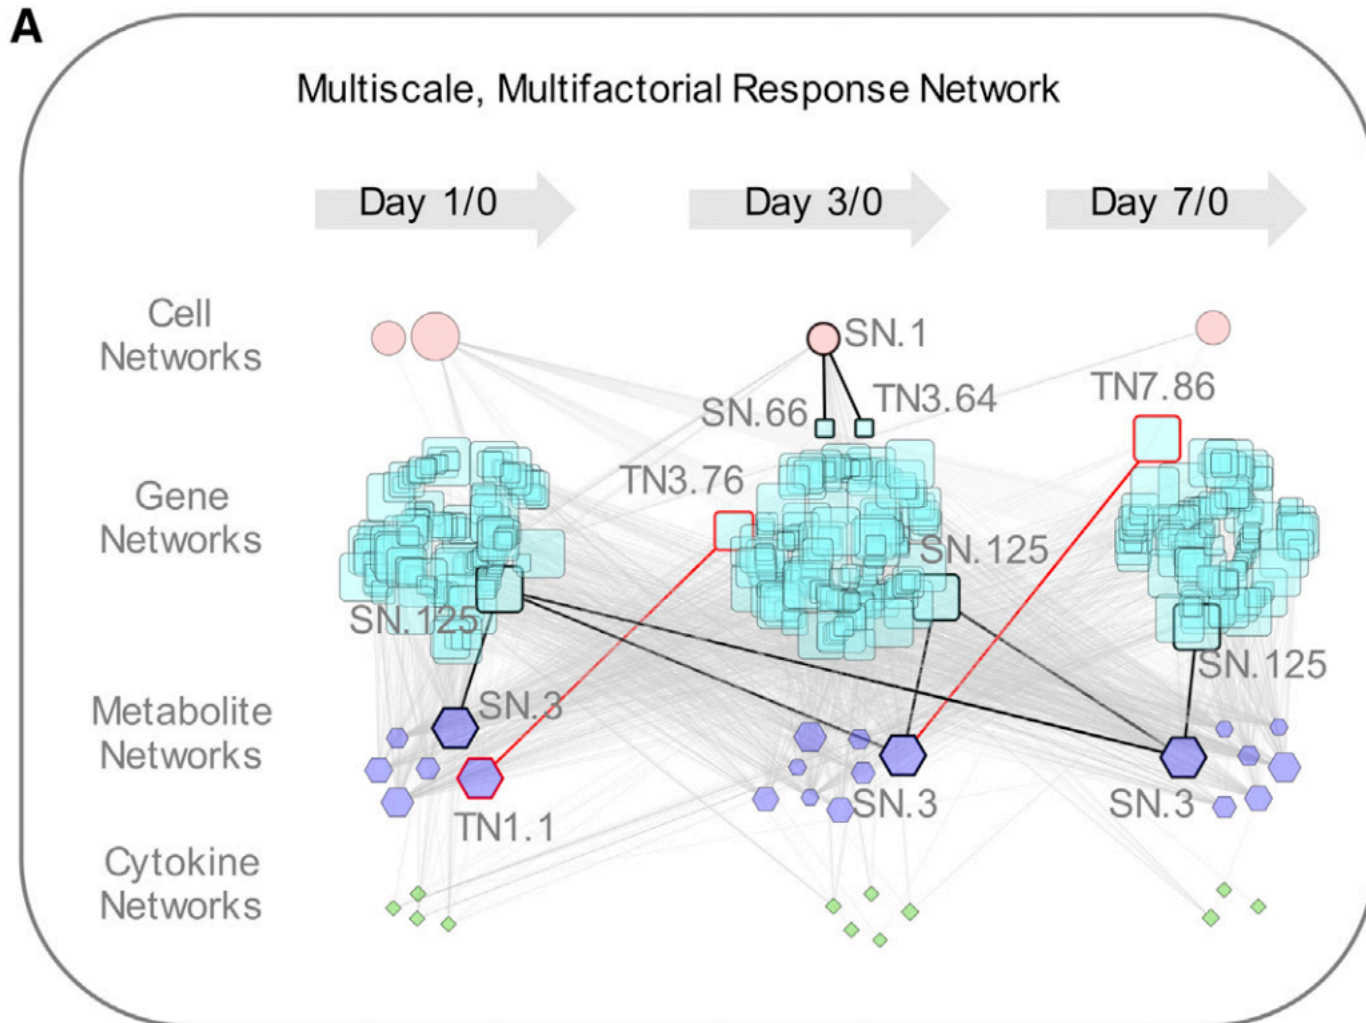 A
Multiscale, Multifactorial Response Network
Day 1/0
Day 3/0
Day 7/0
Cell
Networks
SN.1
SN.66
TN3.64
TN7.86
Gene
Networks
TN3.76
SN.125
SN.125
SN.125
Metabolite
Networks
SN.3
SN.3
SN.3
TN1.1
Cytokine
Networks